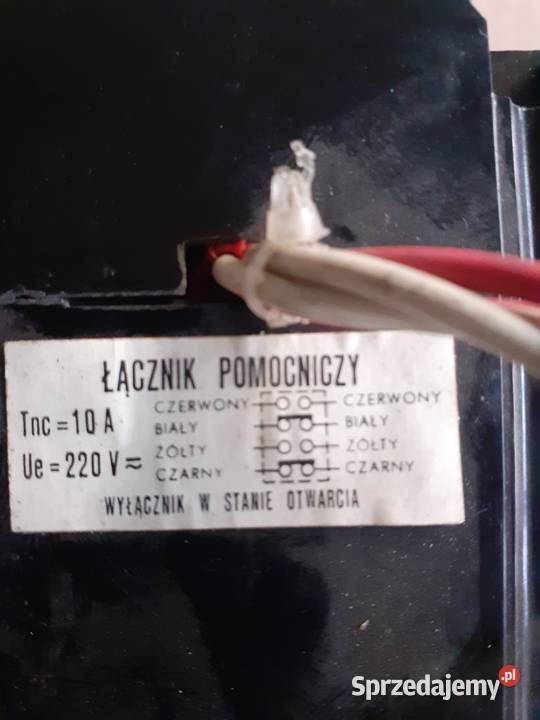 ŁĄCZNIK POMOCNICZY
Tnc = 10 A
Ue = 220 V ≂
CZERWONY CZERWONY
BIAŁY BIAŁY
ŻÓŁTY ŻÓŁTY
CZARNY CZARNY
WYŁĄCZNIK W STANIE OTWARCIA
Sprzedajemy.pl